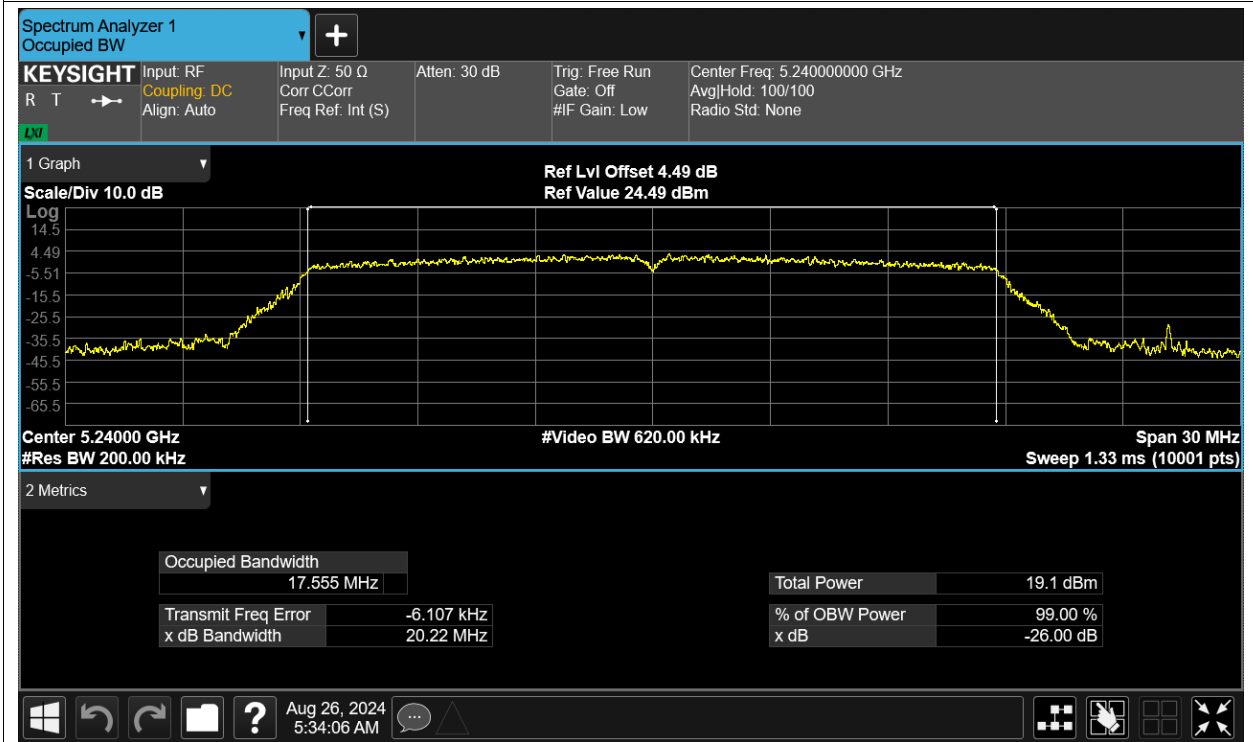 Spectrum Analyzer 1
Occupied BW
+
KEYSIGHT Input: RF Input Z: 50 Ω Atten: 30 dB Trig: Free Run Center Freq: 5.240000000 GHz
R T Coupling: DC Corr CCorr Gate: Off Avg|Hold: 100/100
Align: Auto Freq Ref: Int (S) #IF Gain: Low Radio Std: None
LXI
1 Graph
Ref Lvl Offset 4.49 dB
Scale/Div 10.0 dB Ref Value 24.49 dBm
Log
14.5
4.49
-5.51
-15.5
-25.5
-35.5
-45.5
-55.5
-65.5
Center 5.24000 GHz #Video BW 620.00 kHz Span 30 MHz
#Res BW 200.00 kHz Sweep 1.33 ms (10001 pts)
2 Metrics
Occupied Bandwidth
17.555 MHz Total Power 19.1 dBm
Transmit Freq Error -6.107 kHz % of OBW Power 99.00 %
x dB Bandwidth 20.22 MHz x dB -26.00 dB
? Aug 26, 2024
5:34:06 AM